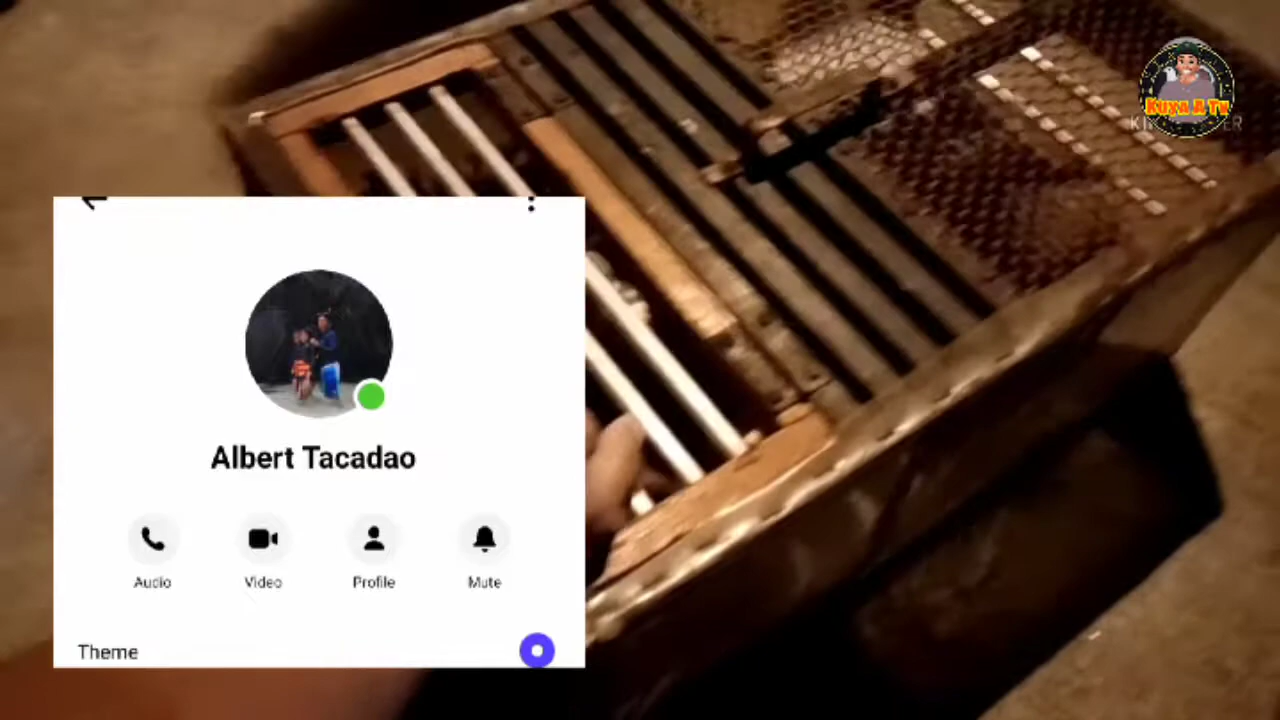 Kuya A Tv
Albert Tacadao
Audio
Video
Profile
Mute
Theme